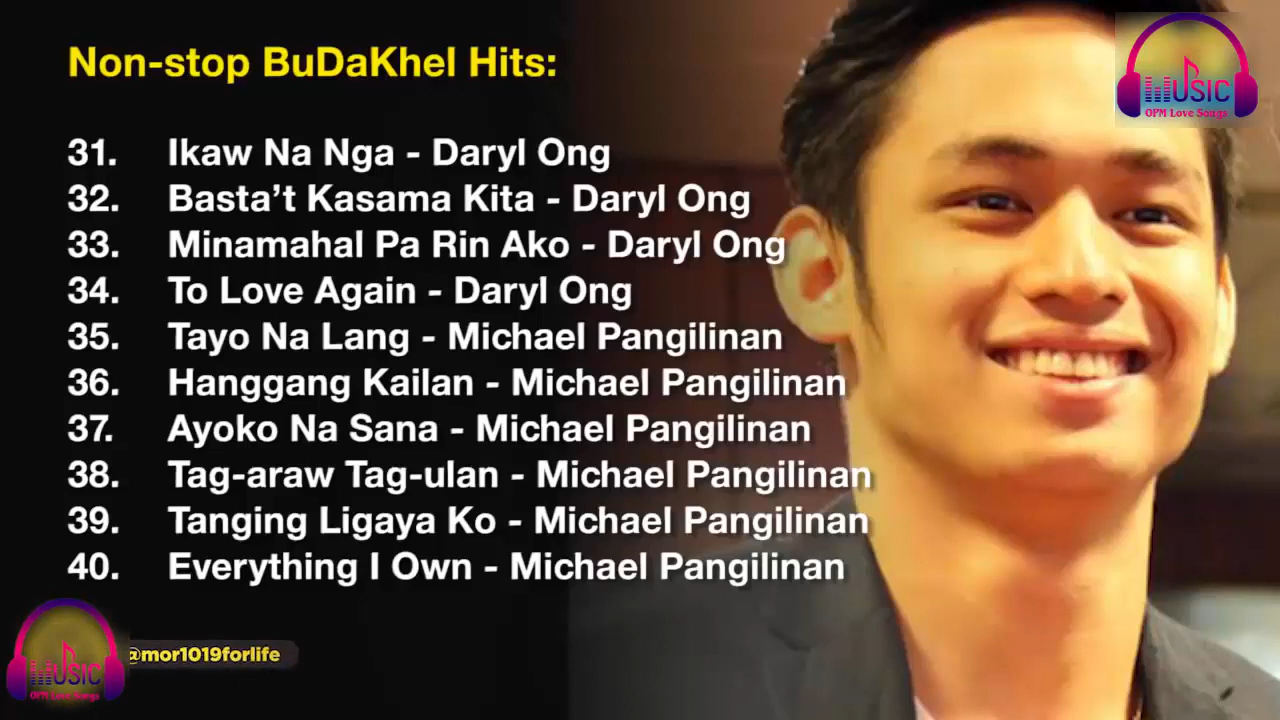 Non-stop BuDaKhel Hits:
MUSIC
OPM Love Songs
31. Ikaw Na Nga - Daryl Ong
32. Basta’t Kasama Kita - Daryl Ong
33. Minamahal Pa Rin Ako - Daryl Ong
34. To Love Again - Daryl Ong
35. Tayo Na Lang - Michael Pangilinan
36. Hanggang Kailan - Michael Pangilinan
37. Ayoko Na Sana - Michael Pangilinan
38. Tag-araw Tag-ulan - Michael Pangilinan
39. Tanging Ligaya Ko - Michael Pangilinan
40. Everything I Own - Michael Pangilinan
@mor1019forlife
MUSIC
OPM Love Songs